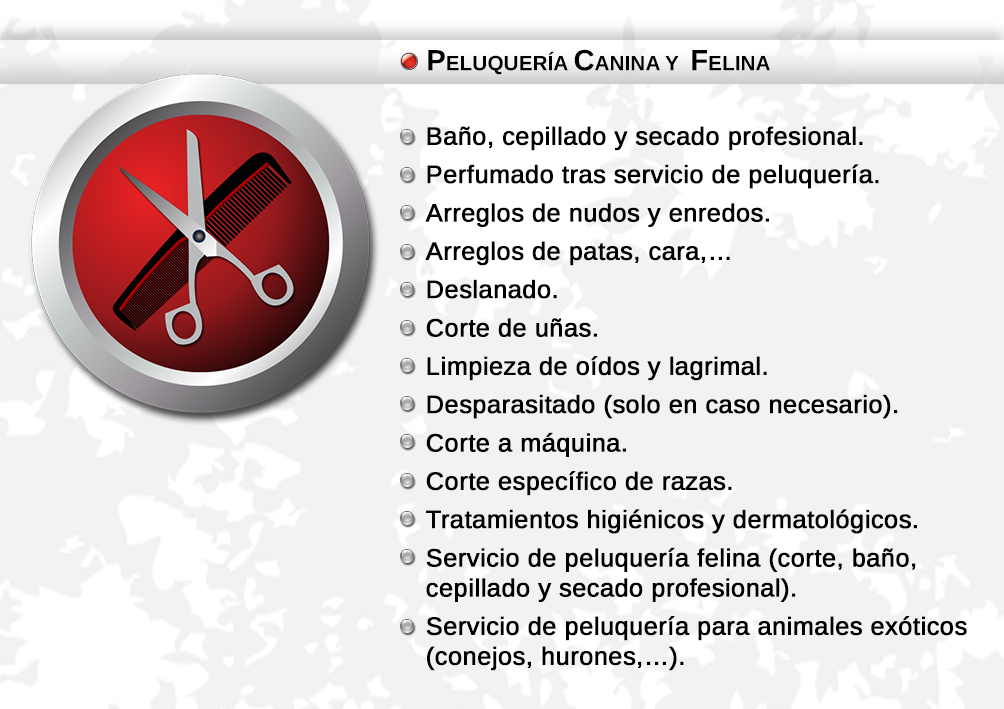 PELUQUERÍA CANINA Y FELINA
Baño, cepillado y secado profesional.
Perfumado tras servicio de peluquería.
Arreglos de nudos y enredos.
Arreglos de patas, cara,...
Deslanado.
Corte de uñas.
Limpieza de oídos y lagrimal.
Desparasitado (solo en caso necesario).
Corte a máquina.
Corte específico de razas.
Tratamientos higiénicos y dermatológicos.
Servicio de peluquería felina (corte, baño,
cepillado y secado profesional).
Servicio de peluquería para animales exóticos
(conejos, hurones,...).